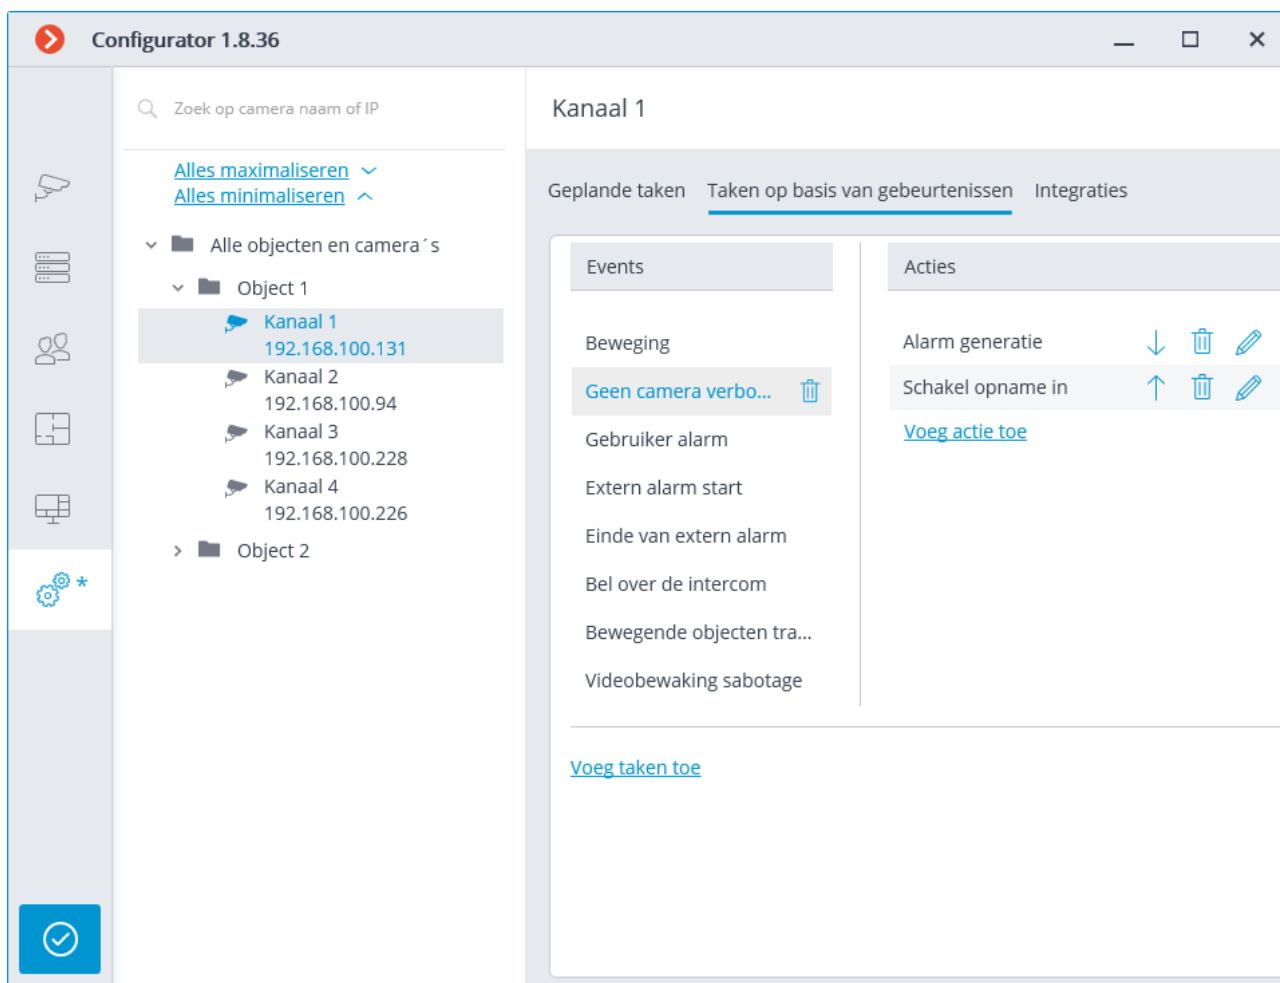 Configurator 1.8.36
Zoek op camera naam of IP
Alles maximaliseren
Alles minimaliseren
Alle objecten en camera´s
Object 1
Kanaal 1
192.168.100.131
Kanaal 2
192.168.100.94
Kanaal 3
192.168.100.228
Kanaal 4
192.168.100.226
Object 2
*
Kanaal 1
Geplande taken
Taken op basis van gebeurtenissen
Integraties
Events
Beweging
Geen camera verbo...
Gebruiker alarm
Extern alarm start
Einde van extern alarm
Bel over de intercom
Bewegende objecten tra...
Videobewaking sabotage
Acties
Alarm generatie
Schakel opname in
Voeg actie toe
Voeg taken toe